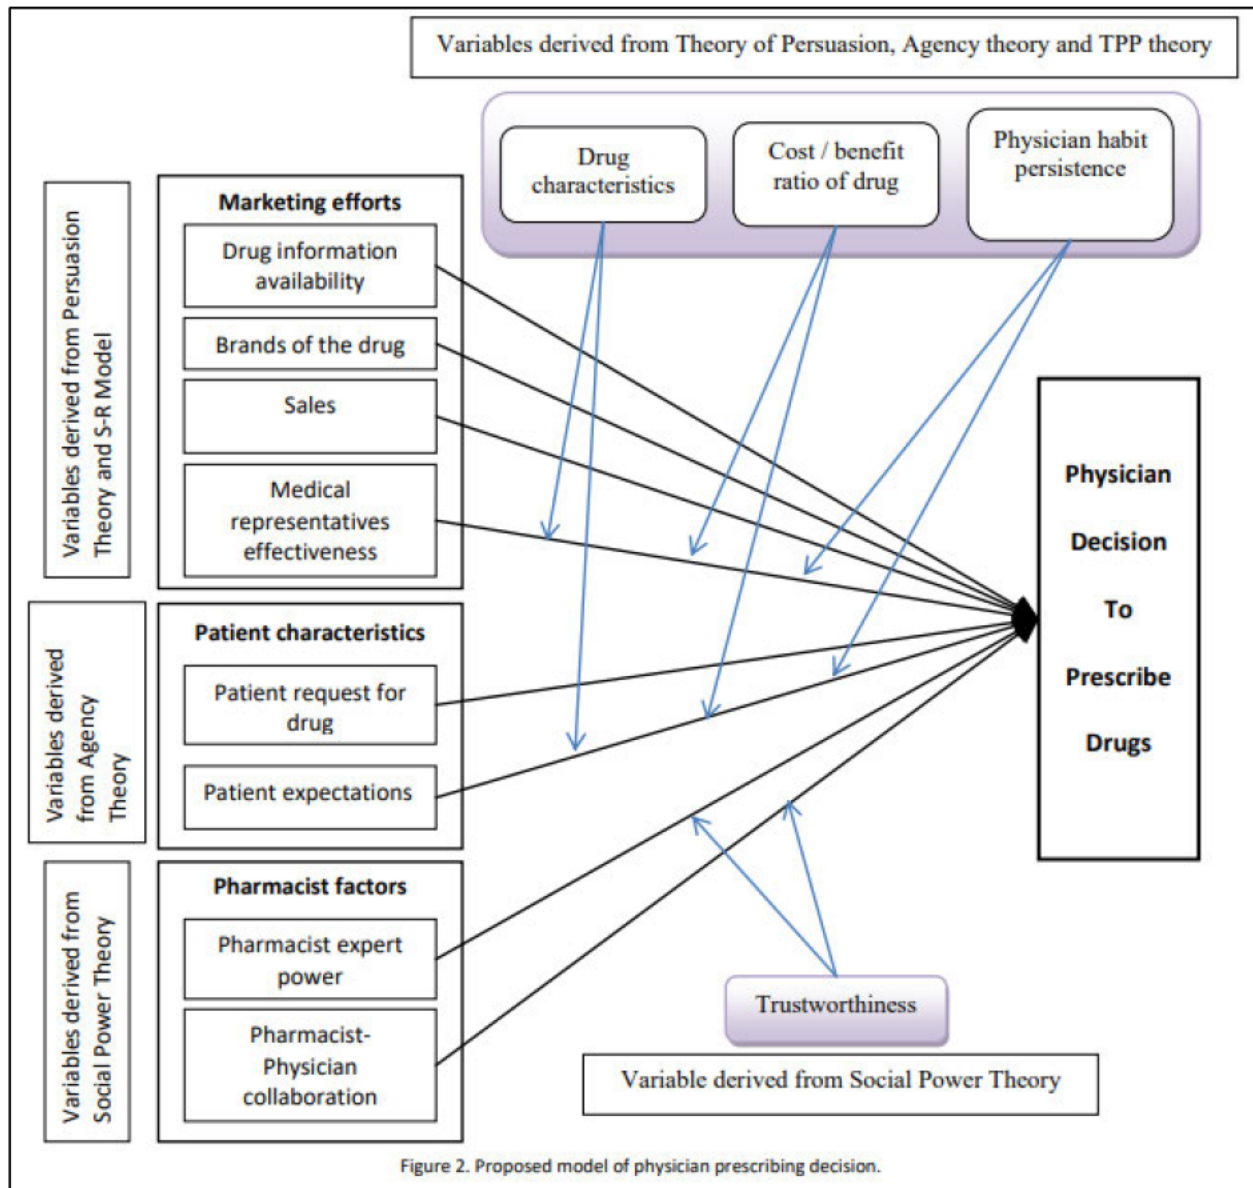 Variables derived from Theory of Persuasion, Agency theory and TPP theory
Drug
characteristics
Cost / benefit
ratio of drug
Physician habit
persistence
Variables derived from Persuasion
Theory and S-R Model
Marketing efforts
Drug information
availability
Brands of the drug
Sales
Medical
representatives
effectiveness
Variables derived
from Agency
Theory
Patient characteristics
Patient request for
drug
Patient expectations
Variables derived from
Social Power Theory
Pharmacist factors
Pharmacist expert
power
Pharmacist-
Physician
collaboration
Physician
Decision
To
Prescribe
Drugs
Trustworthiness
Variable derived from Social Power Theory
Figure 2. Proposed model of physician prescribing decision.